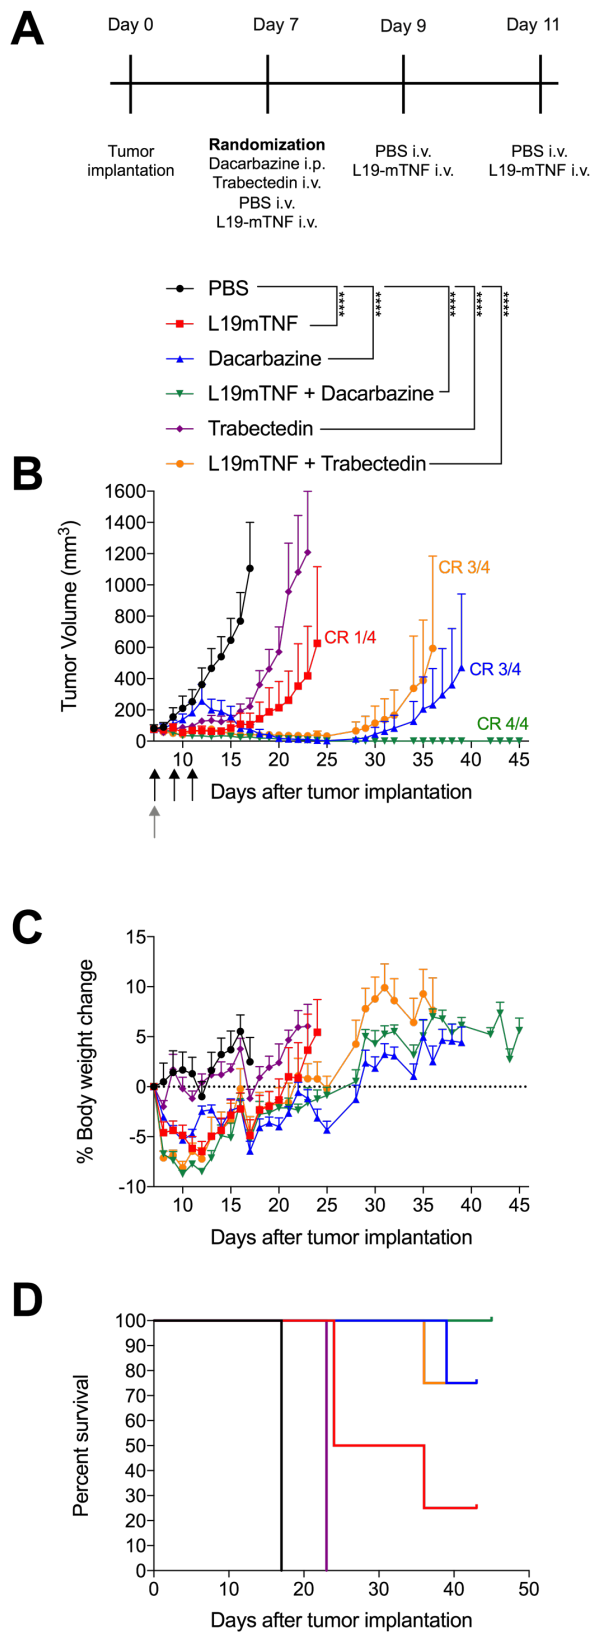 A
Day 0 Day 7 Day 9 Day 11
Tumor
implantation
Randomization
Dacarbazine i.p.
Trabectedin i.v.
PBS i.v.
L19-mTNF i.v.
PBS i.v.
L19-mTNF i.v.
PBS i.v.
L19-mTNF i.v.
PBS
L19mTNF
Dacarbazine
L19mTNF + Dacarbazine
Trabectedin
L19mTNF + Trabectedin
**** **** **** **** ****
B
Tumor Volume (mm3)
1600
1400
1200
1000
800
600
400
200
0
CR 1/4
CR 3/4
CR 3/4
CR 4/4
10 15 20 25 30 35 40 45
Days after tumor implantation
C
% Body weight change
15
10
5
0
-5
-10
10 15 20 25 30 35 40 45
Days after tumor implantation
D
Percent survival
100
90
80
70
60
50
40
30
20
10
0
0 10 20 30 40 50
Days after tumor implantation